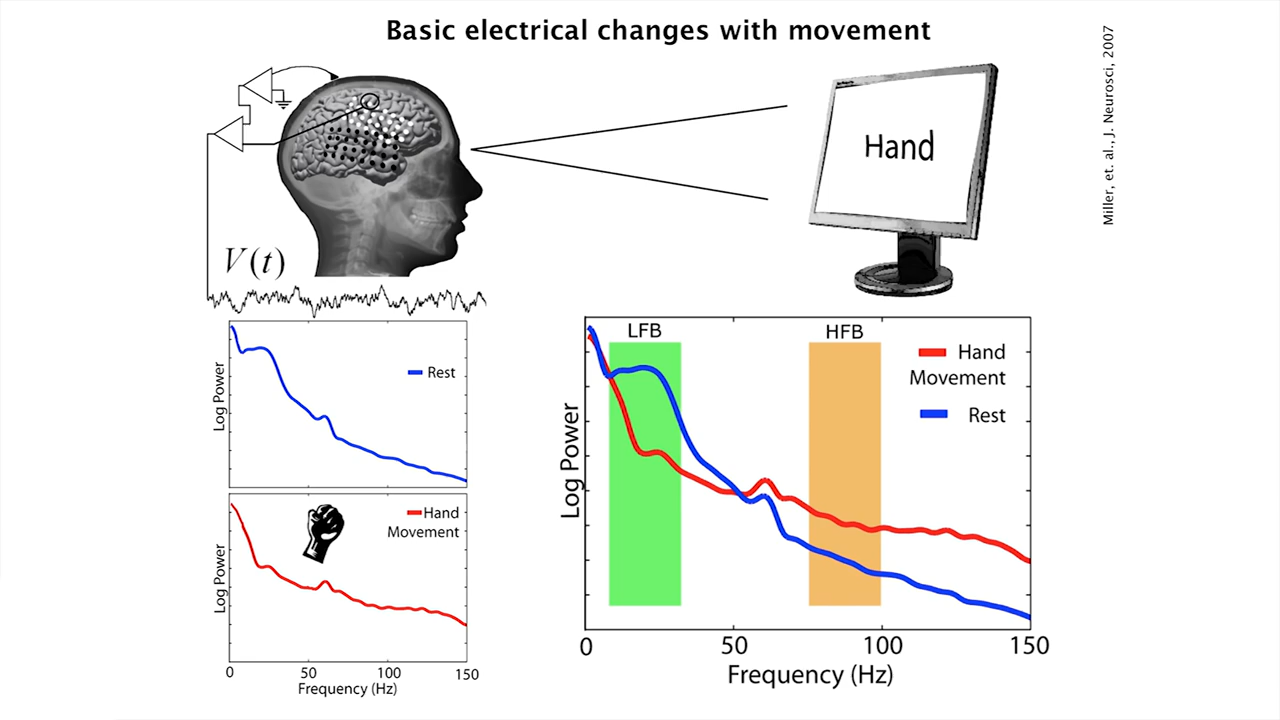 Basic electrical changes with movement
Miller, et. al., J. Neurosci, 2007
Hand
V(t)
Log Power
Rest
Log Power
Hand
Movement
0 50 100 150
Frequency (Hz)
LFB HFB
Hand
Movement
Rest
Log Power
0 50 100 150
Frequency (Hz)